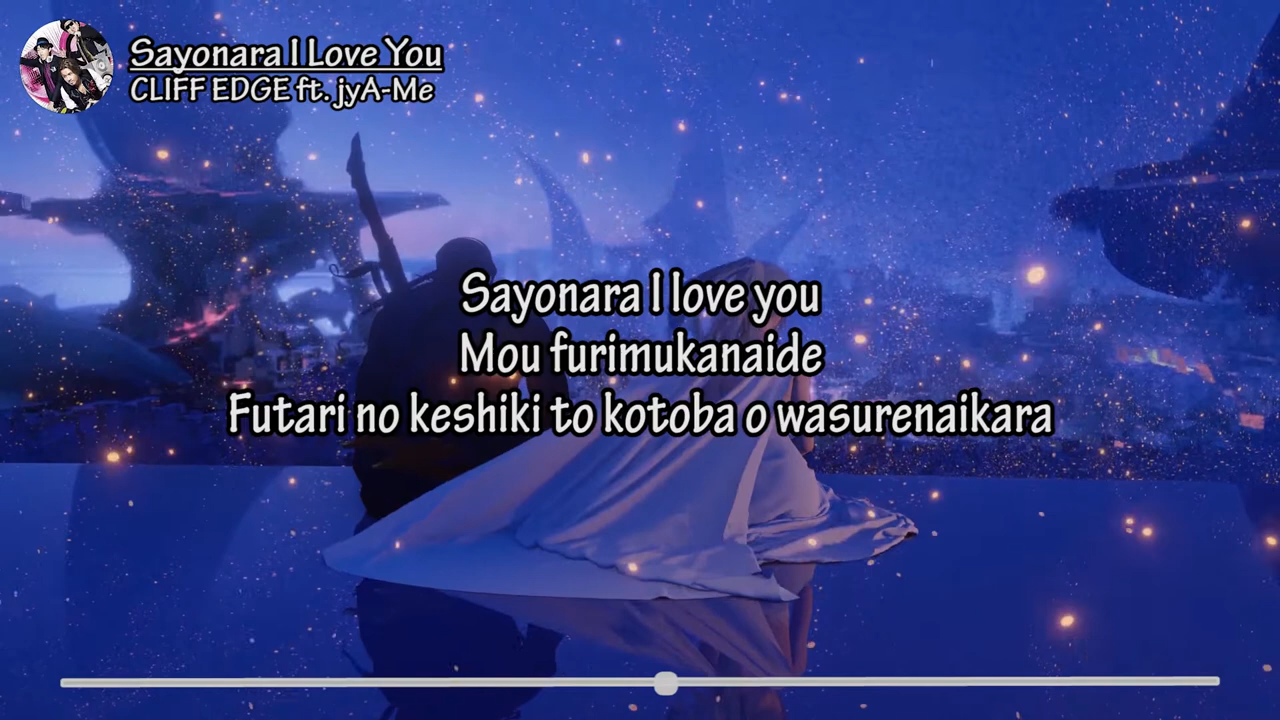 Sayonara I Love You
CLIFF EDGE ft. jyA-Me
Sayonara I love you
Mou furimukanaide
Futari no keshiki to kotoba o wasurenaikara